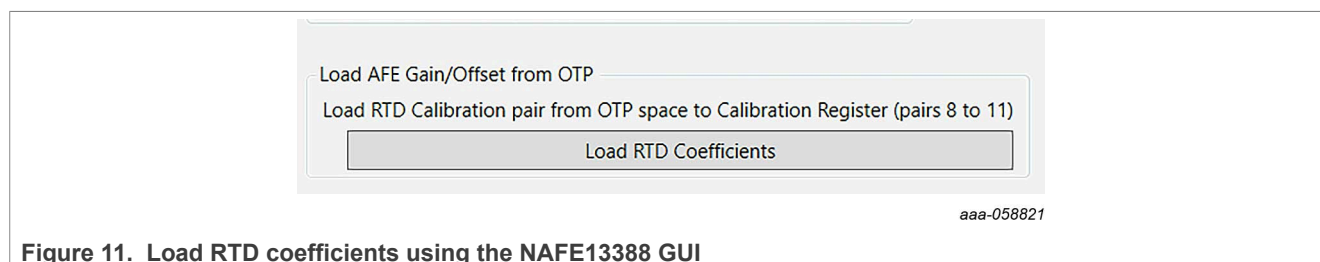 Load AFE Gain/Offset from OTP
Load RTD Calibration pair from OTP space to Calibration Register (pairs 8 to 11)
Load RTD Coefficients
aaa-058821
Figure 11. Load RTD coefficients using the NAFE13388 GUI